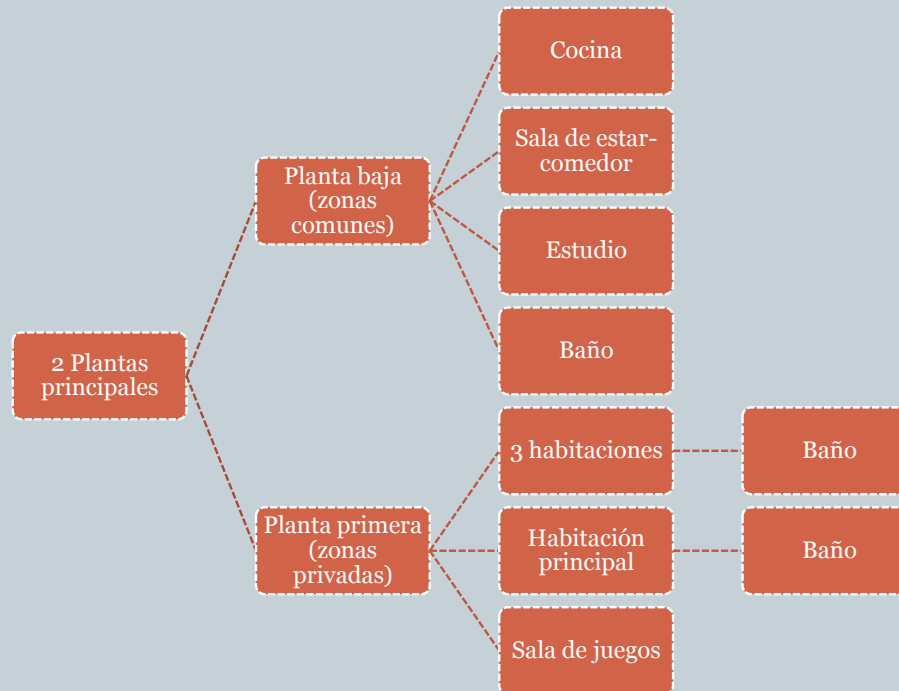 Cocina
Sala de estar-
comedor
Planta baja
(zonas
comunes)
Estudio
Baño
2 Plantas
principales
3 habitaciones
Baño
Planta primera
(zonas
privadas)
Habitación
principal
Baño
Sala de juegos